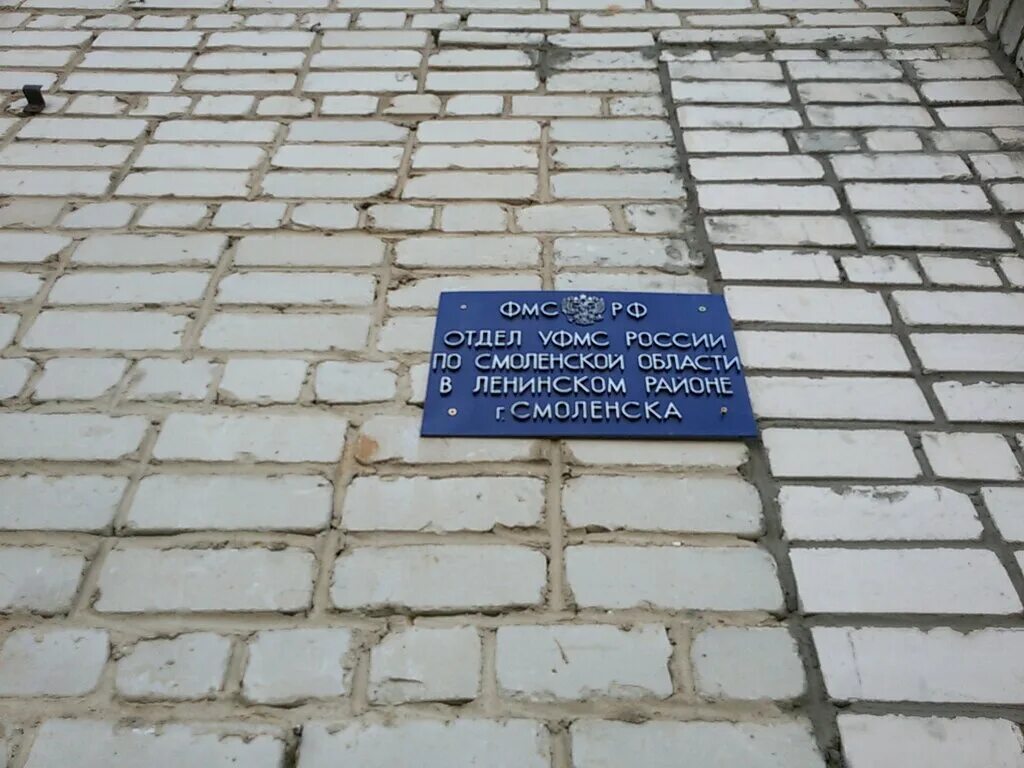 ФМС РФ
ОТДЕЛ УФМС РОССИИ
ПО СМОЛЕНСКОЙ ОБЛАСТИ
В ЛЕНИНСКОМ РАЙОНЕ
г. СМОЛЕНСКА